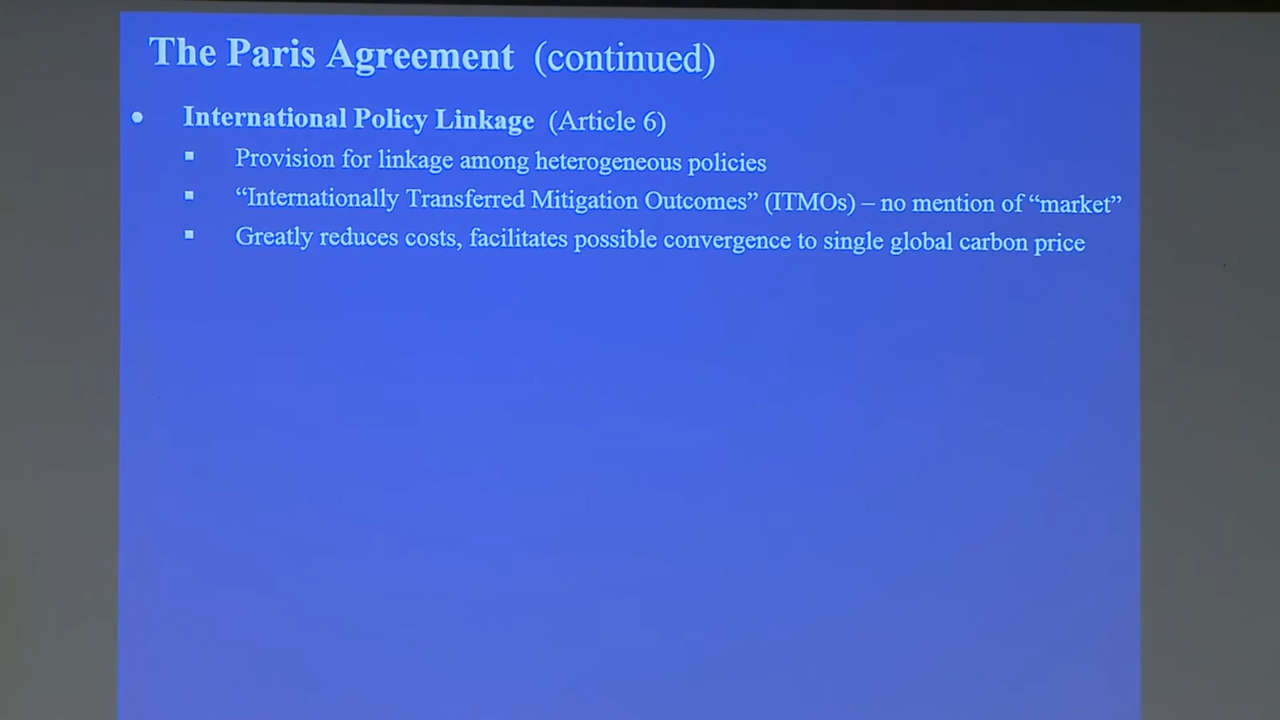 The Paris Agreement (continued)
• International Policy Linkage (Article 6)
▪ Provision for linkage among heterogeneous policies
▪ “Internationally Transferred Mitigation Outcomes” (ITMOs) – no mention of “market”
▪ Greatly reduces costs, facilitates possible convergence to single global carbon price